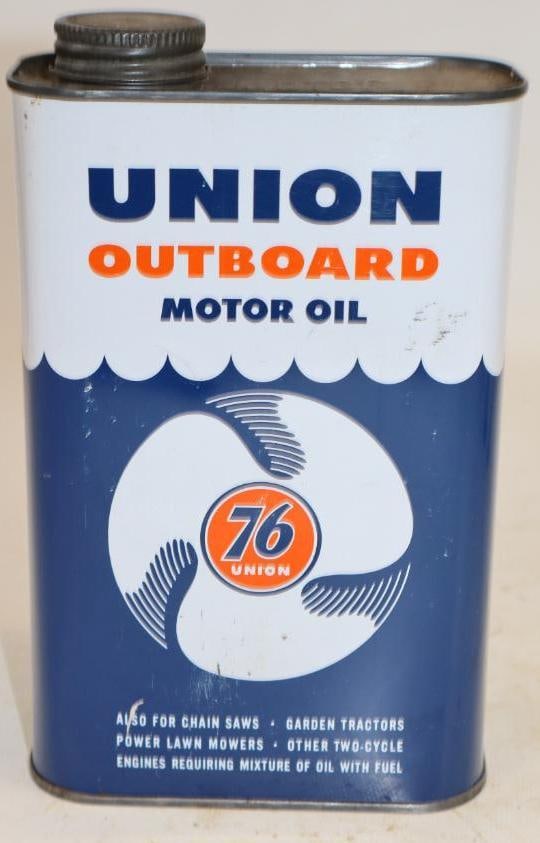 UNION
OUTBOARD
MOTOR OIL
76
UNION
ALSO FOR CHAIN SAWS • GARDEN TRACTORS
POWER LAWN MOWERS • OTHER TWO-CYCLE
ENGINES REQUIRING MIXTURE OF OIL WITH FUEL